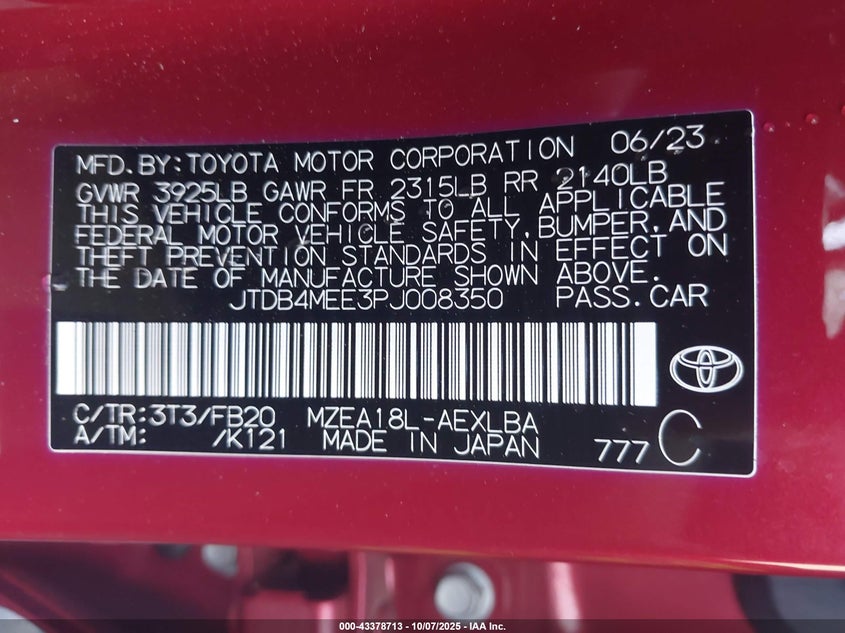 MFD.BY:TOYOTA MOTOR CORPORATION 06/23
GVWR 3925LB GAWR FR 2315LB RR 2140LB
THIS VEHICLE CONFORMS TO ALL APPLICABLE
FEDERAL MOTOR VEHICLE SAFETY, BUMPER, AND
THEFT PREVENTION STANDARDS IN EFFECT ON
THE DATE OF MANUFACTURE SHOWN ABOVE.
JTDB4MEE3PJ008350 PASS.CAR
C/TR:3T3/FB20 MZEA18L-AEXLBA
A/TM: /K121 MADE IN JAPAN 777 C
000-43378713 - 10/07/2025 - IAA Inc.